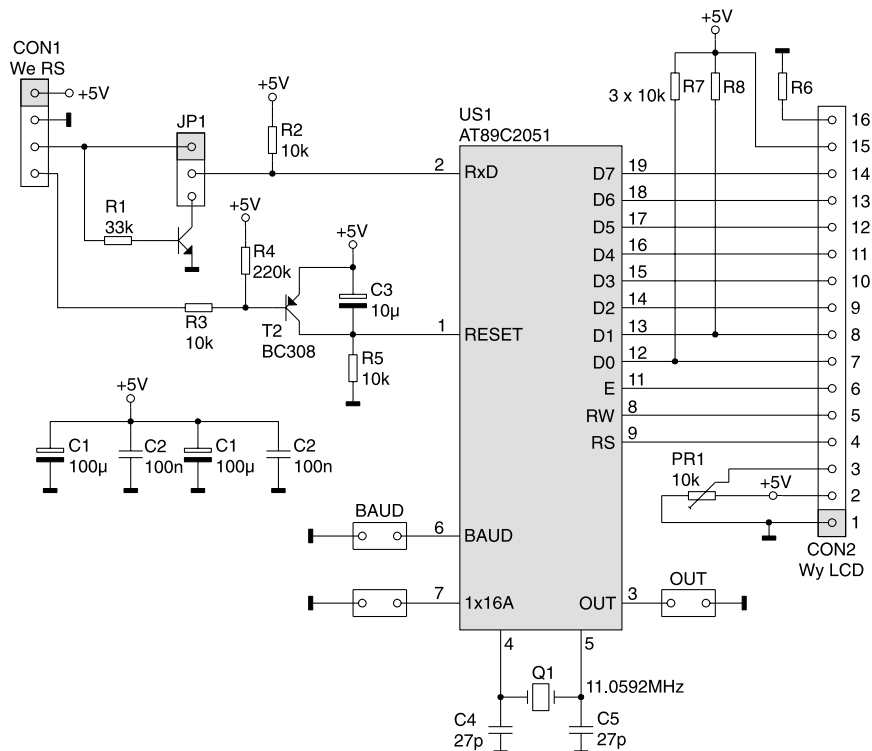 CON1
We RS
+5V
JP1
+5V
R2
10k
R1
33k
+5V
R4
220k
R3
10k
T2
BC308
+5V
C3
10µ
R5
10k
+5V
C1
100µ
C2
100n
C1
100µ
C2
100n
US1
AT89C2051
2
RxD
1
RESET
BAUD
6
BAUD
7
1x16A
D7
19
D6
18
D5
17
D4
16
D3
15
D2
14
D1
13
D0
12
E
11
RW
8
RS
9
OUT
3
OUT
4
5
Q1
11.0592MHz
C4
27p
C5
27p
+5V
3 x 10k
R7
R8
R6
16
15
14
13
12
11
10
9
8
7
6
5
4
3
2
1
PR1
10k
+5V
CON2
Wy LCD